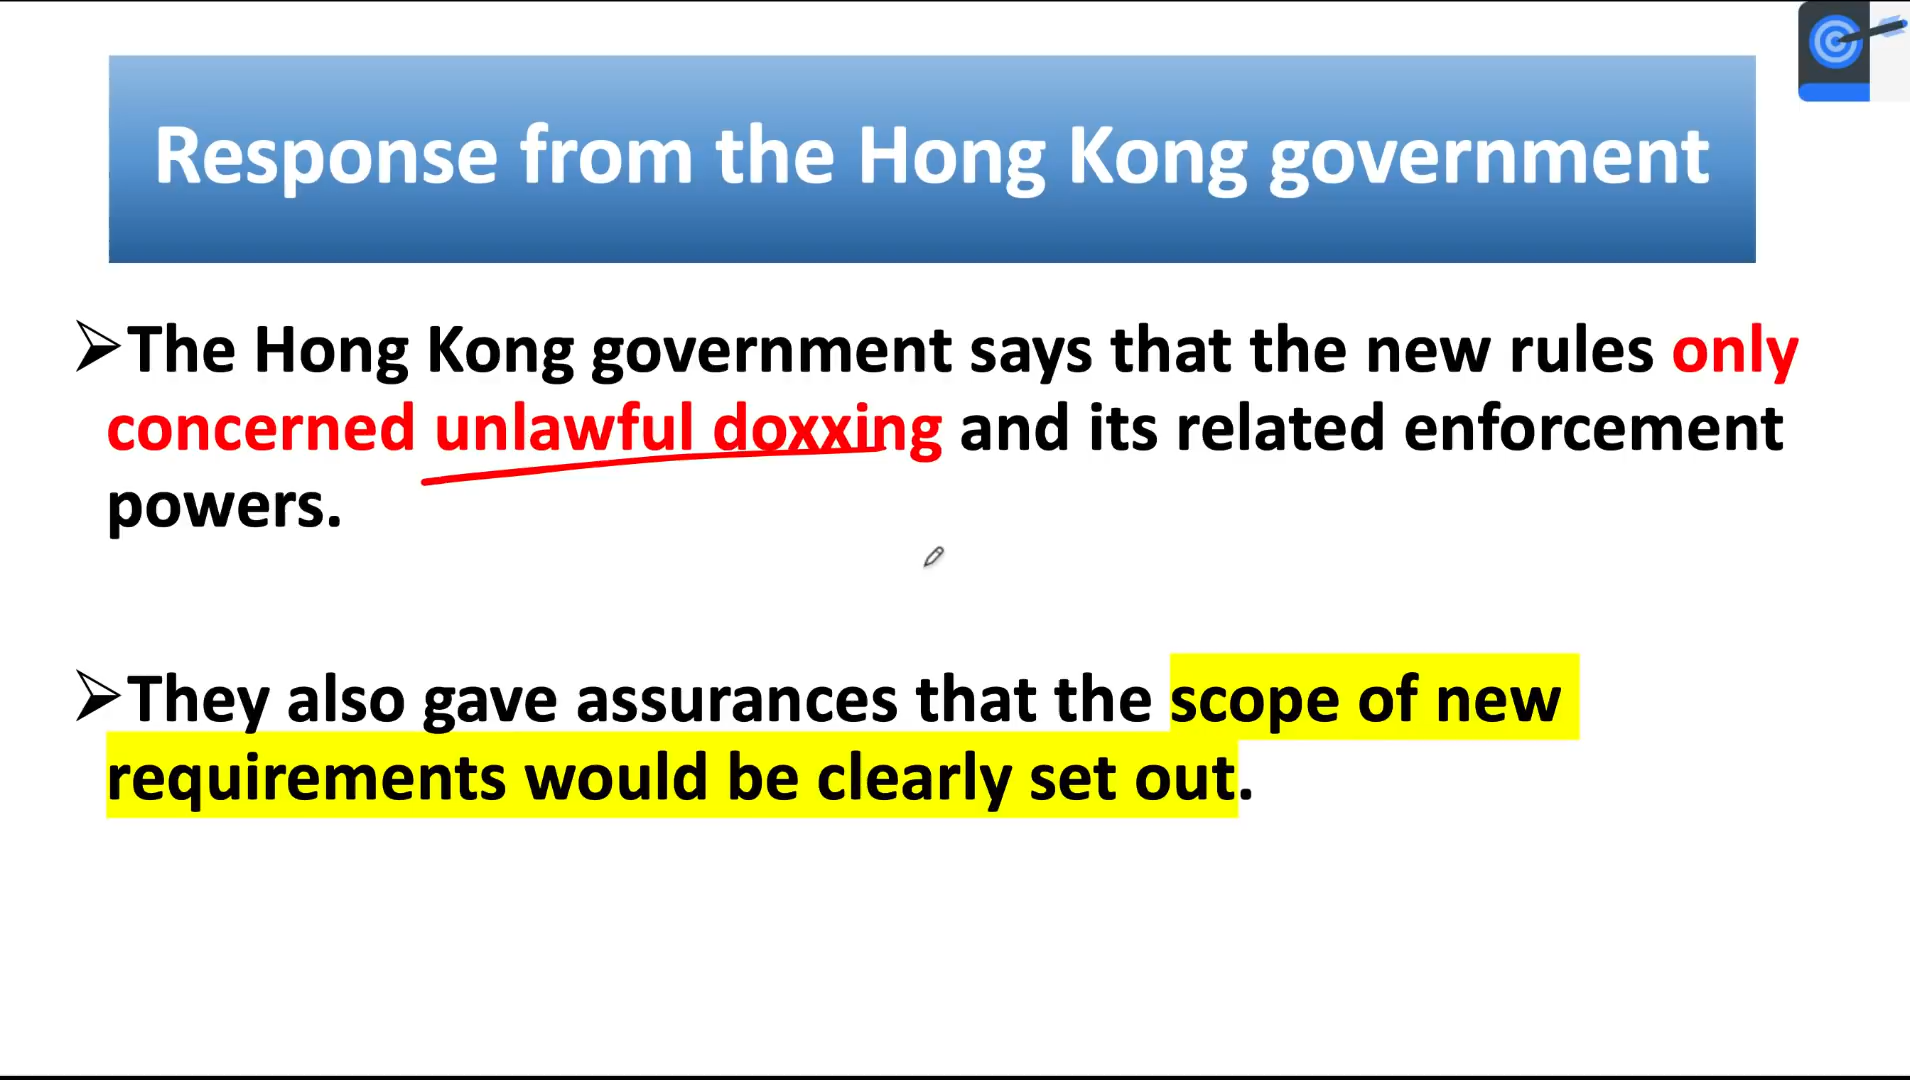 Response from the Hong Kong government
The Hong Kong government says that the new rules only
concerned unlawful doxxing and its related enforcement
powers.
They also gave assurances that the scope of new
requirements would be clearly set out.